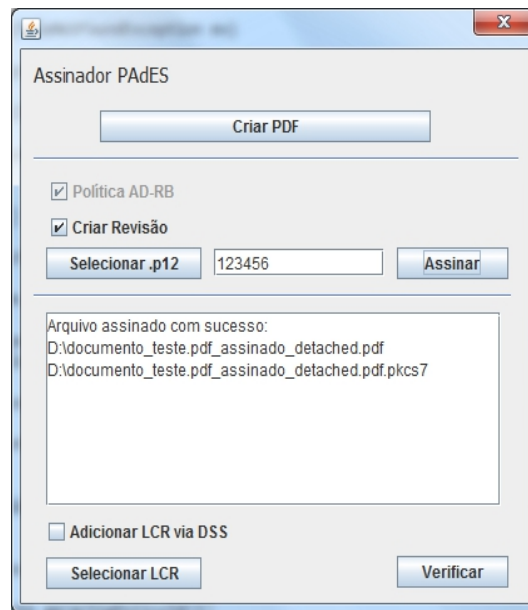 Assinador PAdES
Criar PDF
Política AD-RB
Criar Revisão
Selecionar .p12 123456 Assinar
Arquivo assinado com sucesso:
D:\documento_teste.pdf_assinado_detached.pdf
D:\documento_teste.pdf_assinado_detached.pdf.pkcs7
Adicionar LCR via DSS
Selecionar LCR Verificar